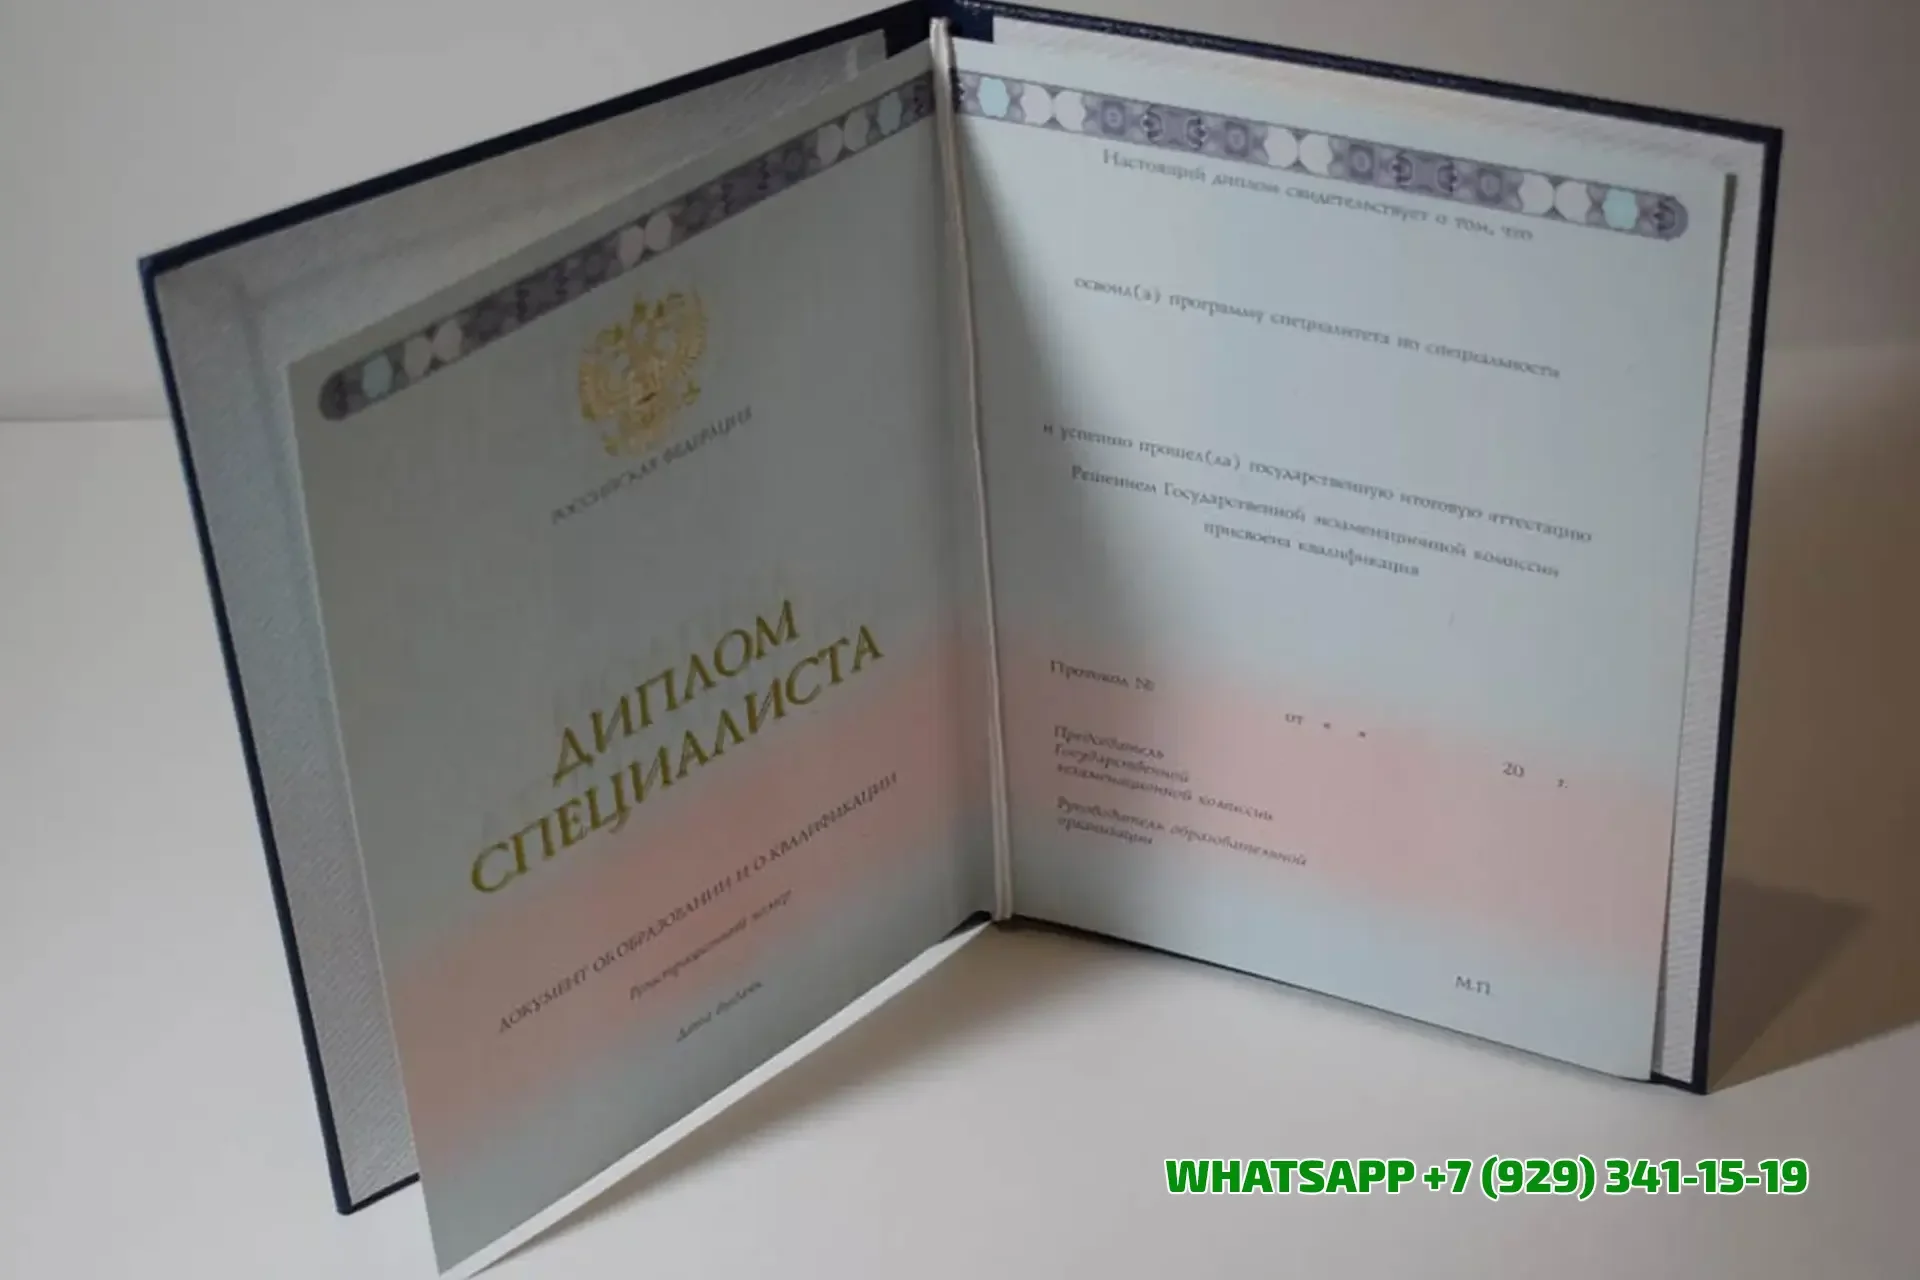 РОССИЙСКАЯ ФЕДЕРАЦИЯ
ДИПЛОМ
СПЕЦИАЛИСТА
ДОКУМЕНТ ОБ ОБРАЗОВАНИИ И О КВАЛИФИКАЦИИ
Регистрационный номер
Дата выдачи
Настоящий диплом свидетельствует о том, что
освоил(а) программу специалитета по специальности
и успешно прошел(ла) государственную итоговую аттестацию
Решением Государственной экзаменационной комиссии
присвоена квалификация
Протокол №
от « »
20 г.
Председатель
Государственной
экзаменационной комиссии
Руководитель образовательной
организации
М.П.
WHATSAPP +7 (929) 341-15-19